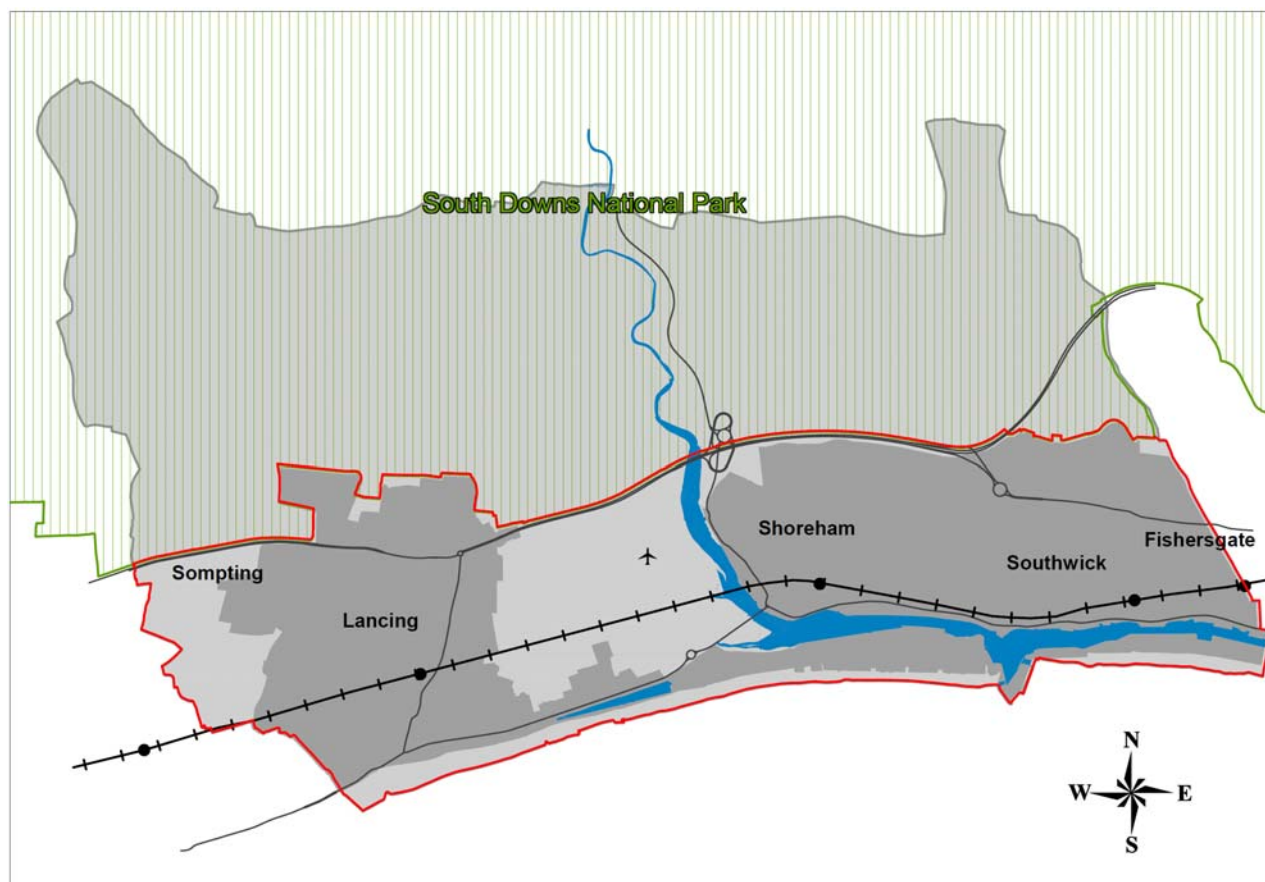 South Downs National Park
Shoreham
Fishersgate
Southwick
Sompting
Lancing
N
W
E
S